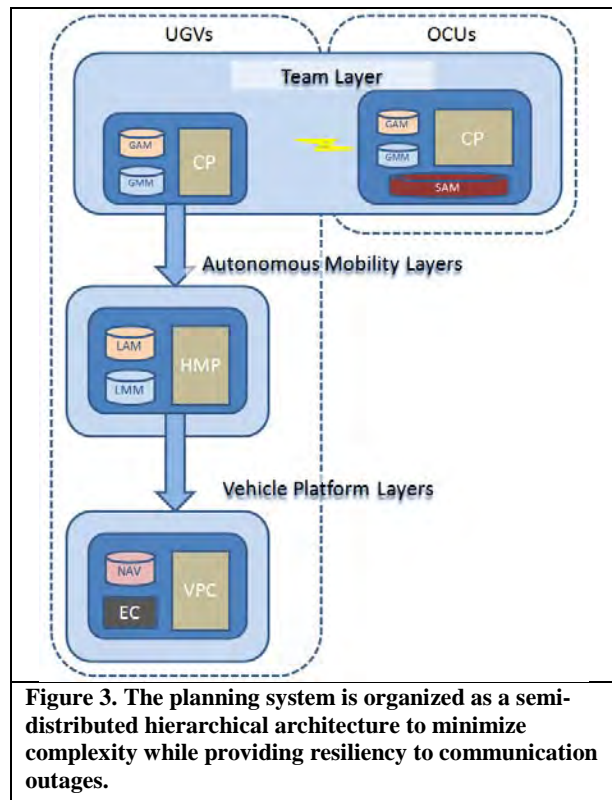 UGVs
OCUs
Team Layer
GAM
GMM
CP
GAM
GMM
CP
SAM
Autonomous Mobility Layers
LAM
LMM
HMP
Vehicle Platform Layers
NAV
EC
VPC
Figure 3. The planning system is organized as a semi-
distributed hierarchical architecture to minimize
complexity while providing resiliency to communication
outages.